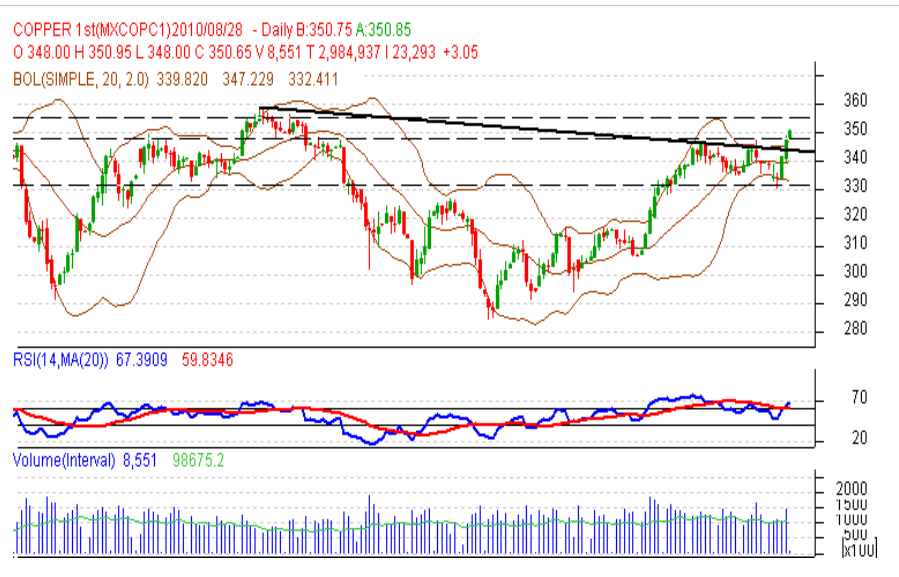 COPPER 1st(MXCOPC1)2010/08/28 - Daily B:350.75 A:350.85
O 348.00 H 350.95 L 348.00 C 350.65 V 8,551 T 2,984,937 I 23,293 +3.05
BOL(SIMPLE, 20, 2.0) 339.820 347.229 332.411
360
350
340
330
320
310
300
290
280
RSI(14,MA(20)) 67.3909 59.8346
70
20
Volume(Interval) 8,551 98675.2
2000
1500
1000
500
[x100]